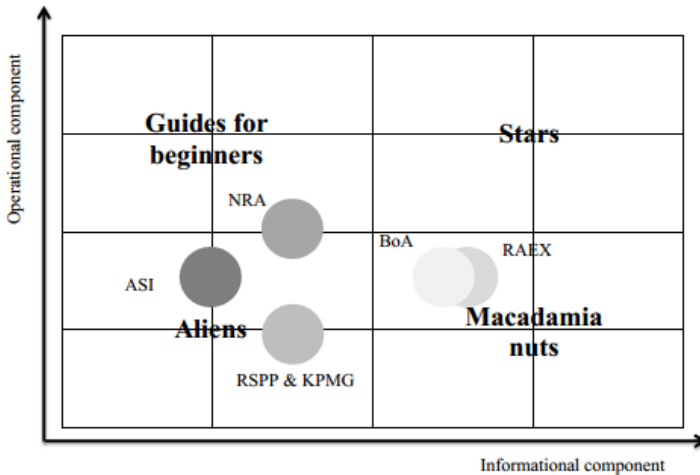 Operational component
Guides for
beginners
Stars
NRA
BoA
RAEX
ASI
Macadamia
nuts
Aliens
RSPP & KPMG
Informational component